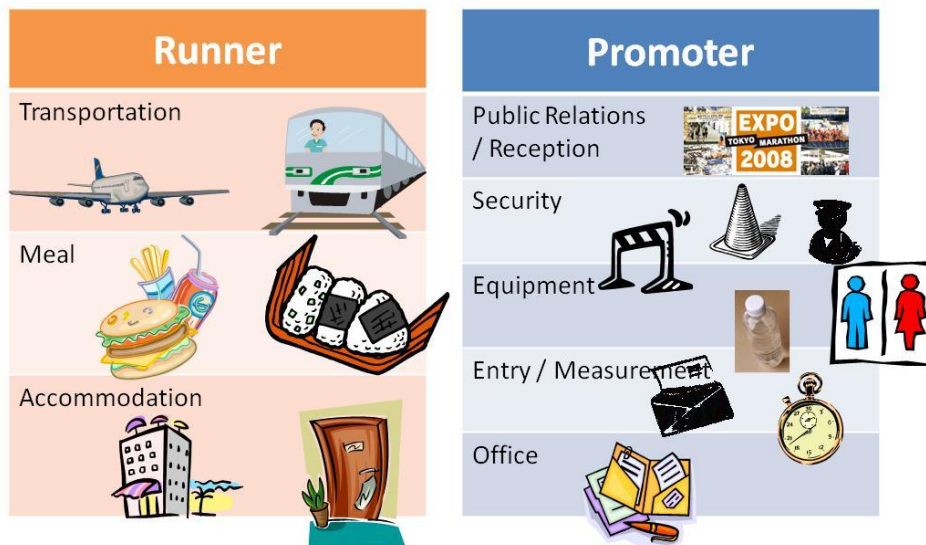 Runner
Transportation
Meal
Accommodation
Promoter
Public Relations
/ Reception
EXPO
TOKYO MARATHON
2008
Security
Equipment
Entry / Measurement
Office